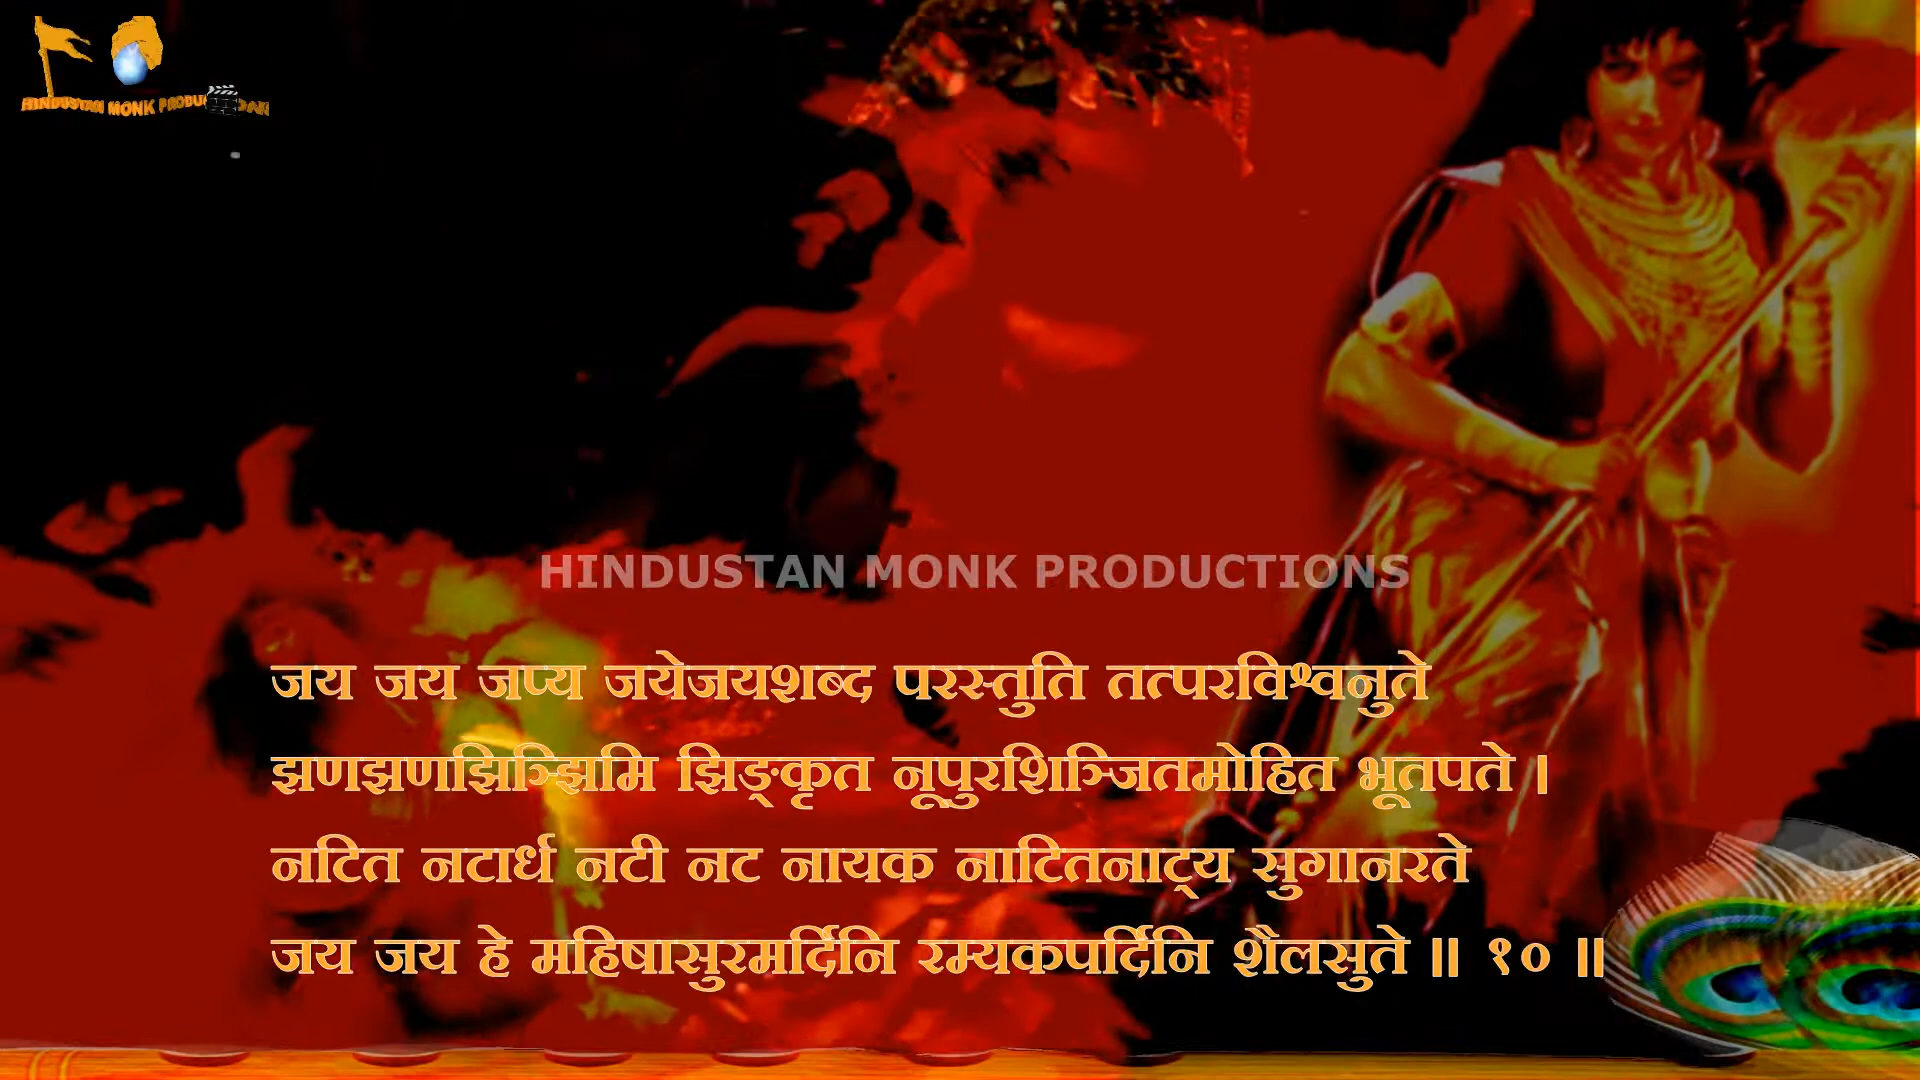 HINDUSTAN MONK PRODUCTIONS
जय जय जप्य जयेजयशब्द परस्तुति तत्परविश्वनुते
झणझणझिञ्झिमि झिङ्कृत नूपुरशिञ्जितमोहित भूतपते ।
नटित नटार्ध नटी नट नायक नाटितनाट्य सुगानरते
जय जय हे महिषासुरमर्दिनि रम्यकपर्दिनि शैलसुते ॥ १० ॥